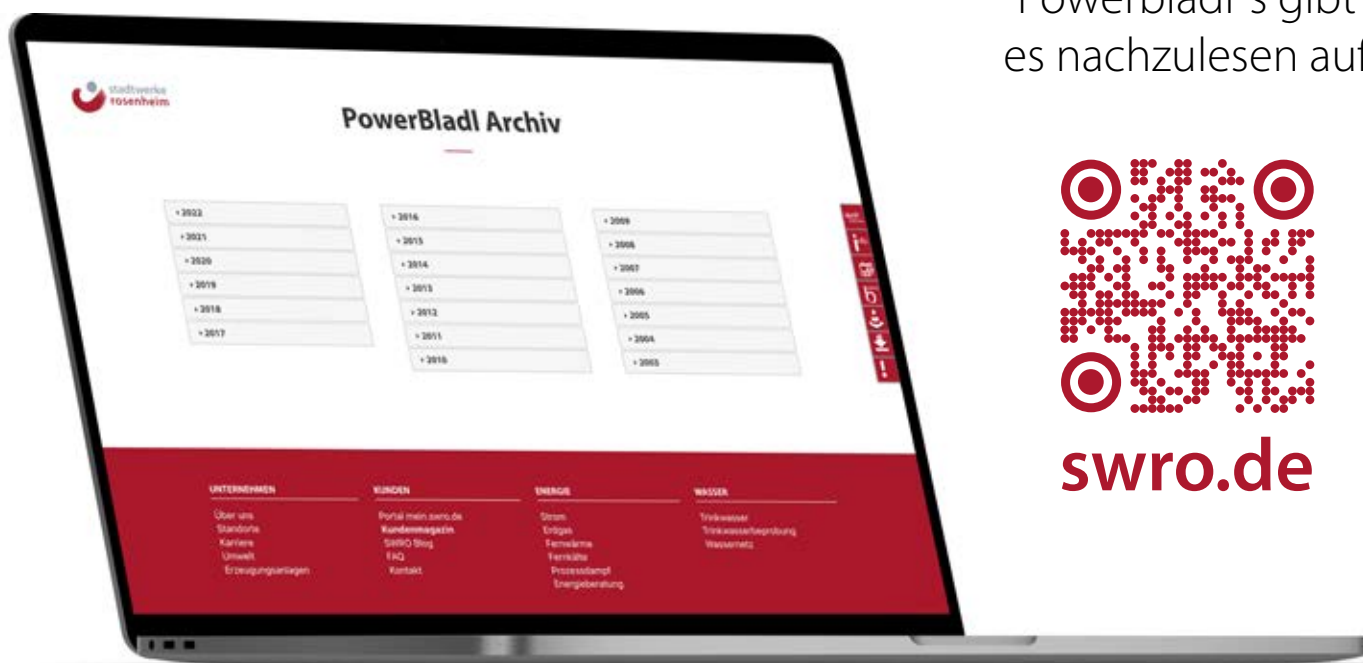 Powerbladl's gibt
es nachzulesen auf
stadtwerke
rosenheim
PowerBladl Archiv
› 2022
› 2021
› 2020
› 2019
› 2018
› 2017
› 2016
› 2015
› 2014
› 2013
› 2012
› 2011
› 2010
› 2009
› 2008
› 2007
› 2006
› 2005
› 2004
› 2003
swro.de
UNTERNEHMEN
Über uns
Standorte
Karriere
Umwelt
Erzeugungsanlagen
KUNDEN
Portal mein.swro.de
Kundenmagazin
SWRO Blog
FAQ
Kontakt
ENERGIE
Strom
Erdgas
Fernwärme
Fernkälte
Prozessdampf
Energieberatung
WASSER
Trinkwasser
Trinkwasserbeprobung
Wassernetz